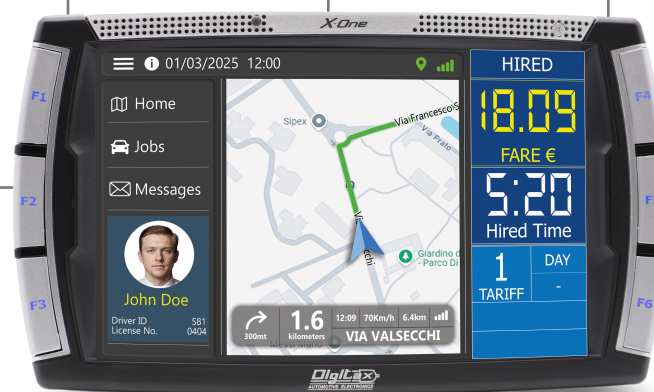 X-One
01/03/2025 12:00
Home
Jobs
Messages
John Doe
Driver ID 581
License No. 0404
F1
F2
F3
Sipex
Via Francesco S
Via Prato
Giardino d
- Parco Di
300mt
1.6
kilometers
12:09 70Km/h 6.4km
VIA VALSECCHI
HIRED
18.09
FARE €
5:20
Hired Time
1
TARIFF
DAY
-
F4
F6
Digitax
AUTOMOTIVE ELECTRONICS